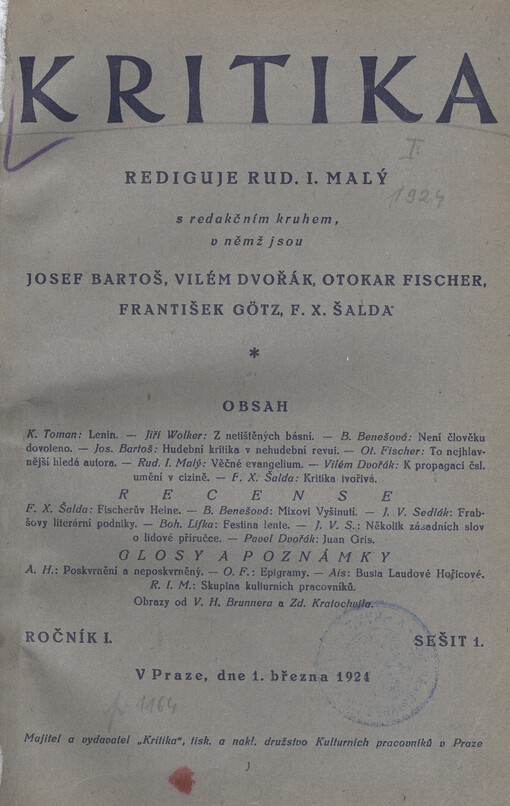 KRITIKA
I.
1924
REDIGUJE RUD. I. MALÝ
s redakčním kruhem,
v němž jsou
JOSEF BARTOŠ, VILÉM DVOŘÁK, OTOKAR FISCHER,
FRANTIŠEK GÖTZ, F. X. ŠALDA
*
OBSAH
K. Toman: Lenin. — Jiří Wolker: Z netištěných básní. — B. Benešová: Není člověku
dovoleno. — Jos. Bartoš: Hudební kritika v nehudební revui. — Ot. Fischer: To nejhlav-
nější hledá autora. — Rud. I. Malý: Věčné evangelium. — Vilém Dvořák: K propagaci čsl.
umění v cizině. — F. X. Šalda: Kritika tvořivá.
RECENSE
F. X. Šalda: Fischerův Heine. — B. Benešová: Mixovi Vyšinutí. — J. V. Sedlák: Frab-
šovy literární podniky. — Boh. Lifka: Festina lente. — J. V. S.: Několik zásadních slov
o lidové příručce. — Pavel Dvořák: Juan Gris.
GLOSY A POZNÁMKY
A. H.: Poskvrnění a neposkvrněný. — O. F.: Epigramy. — Ais: Busta Laudové Hořicové.
R. I. M.: Skupina kulturních pracovníků.
Obrazy od V. H. Brunnera a Zd. Kratochvíla.
ROČNÍK I. SEŠIT 1.
V Praze, dne 1. března 1924
1164
Majitel a vydavatel „Kritika“, tisk. a nakl. družstvo Kulturních pracovníků v Praze